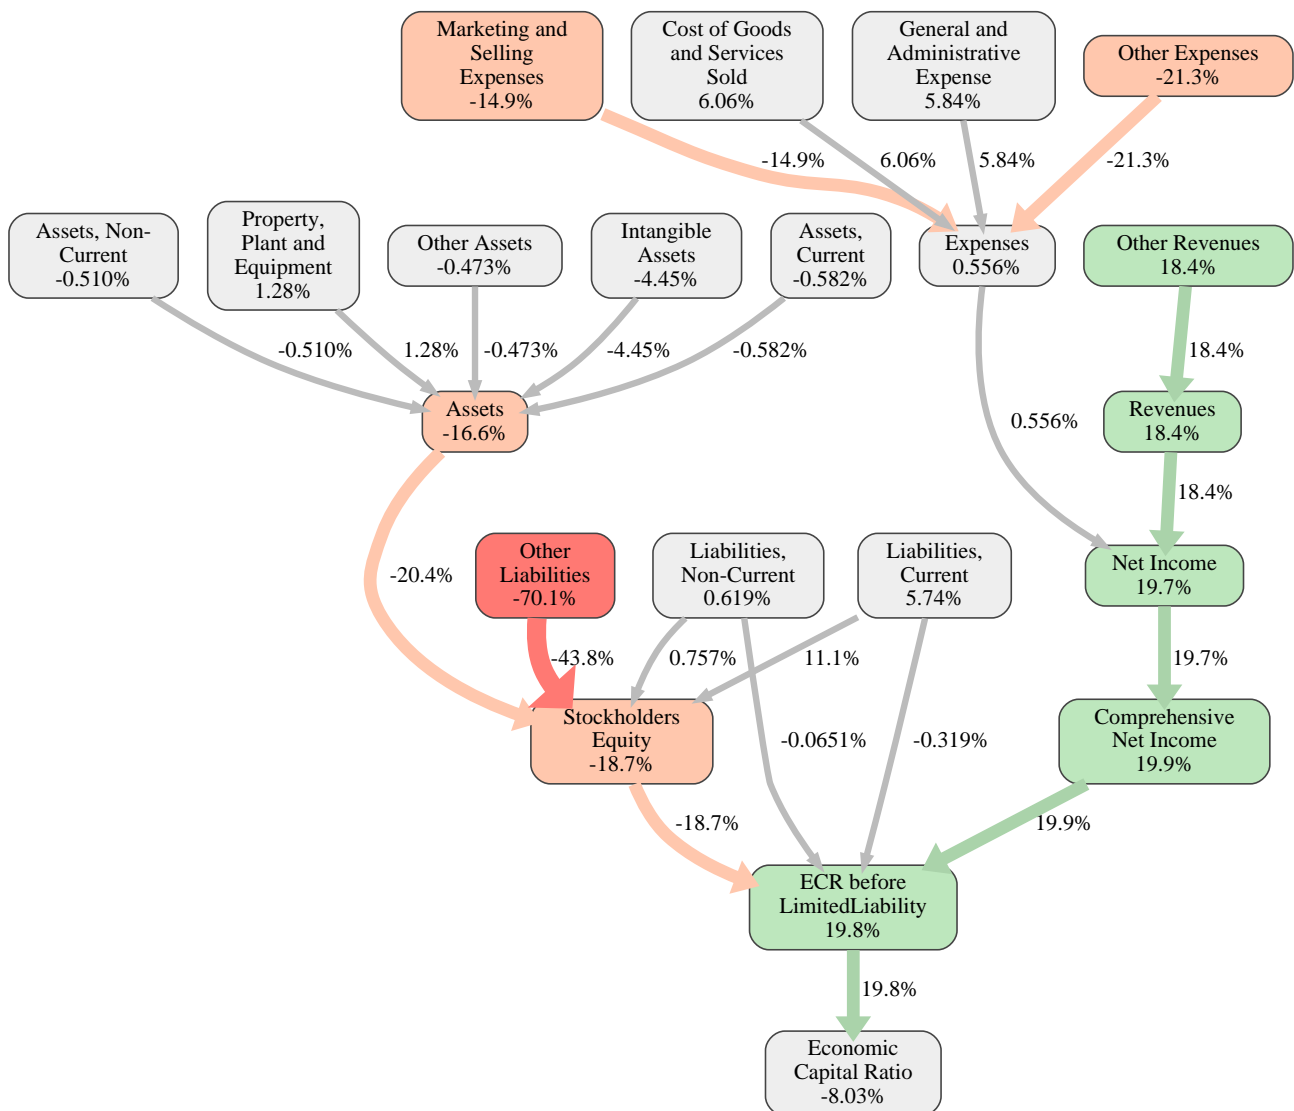 Marketing and
Selling
Expenses
-14.9%
Cost of Goods
and Services
Sold
6.06%
General and
Administrative
Expense
5.84%
Other Expenses
-21.3%
-14.9%
6.06%
5.84%
-21.3%
Assets, Non-
Current
-0.510%
Property,
Plant and
Equipment
1.28%
Other Assets
-0.473%
Intangible
Assets
-4.45%
Assets,
Current
-0.582%
Expenses
0.556%
Other Revenues
18.4%
-0.510%
1.28%
-0.473%
-4.45%
-0.582%
18.4%
Assets
-16.6%
0.556%
Revenues
18.4%
18.4%
-20.4%
Other
Liabilities
-70.1%
Liabilities,
Non-Current
0.619%
Liabilities,
Current
5.74%
Net Income
19.7%
-43.8%
0.757%
11.1%
19.7%
Stockholders
Equity
-18.7%
-0.0651%
-0.319%
Comprehensive
Net Income
19.9%
-18.7%
19.9%
ECR before
LimitedLiability
19.8%
19.8%
Economic
Capital Ratio
-8.03%